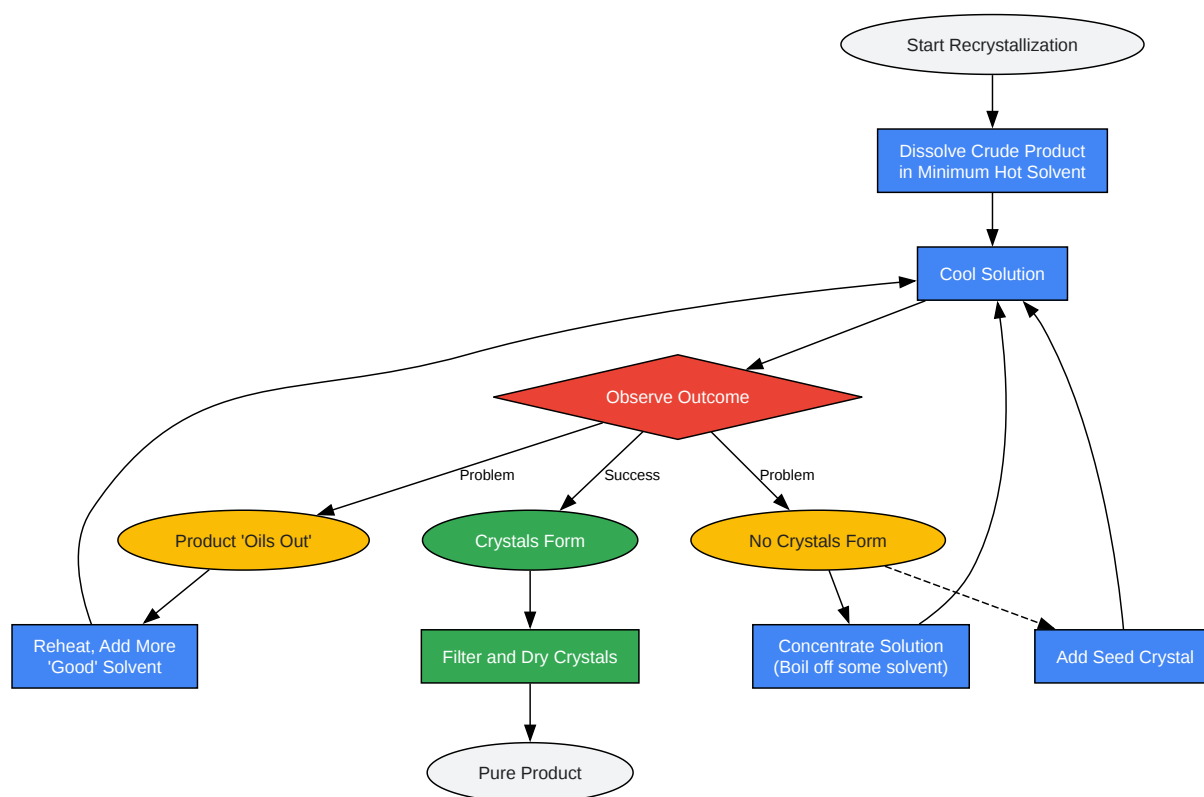 Start Recrystallization
Dissolve Crude Product
in Minimum Hot Solvent
Cool Solution
Observe Outcome
Problem
Success
Problem
Product 'Oils Out'
Crystals Form
No Crystals Form
Reheat, Add More
'Good' Solvent
Filter and Dry Crystals
Concentrate Solution
(Boil off some solvent)
Add Seed Crystal
Pure Product